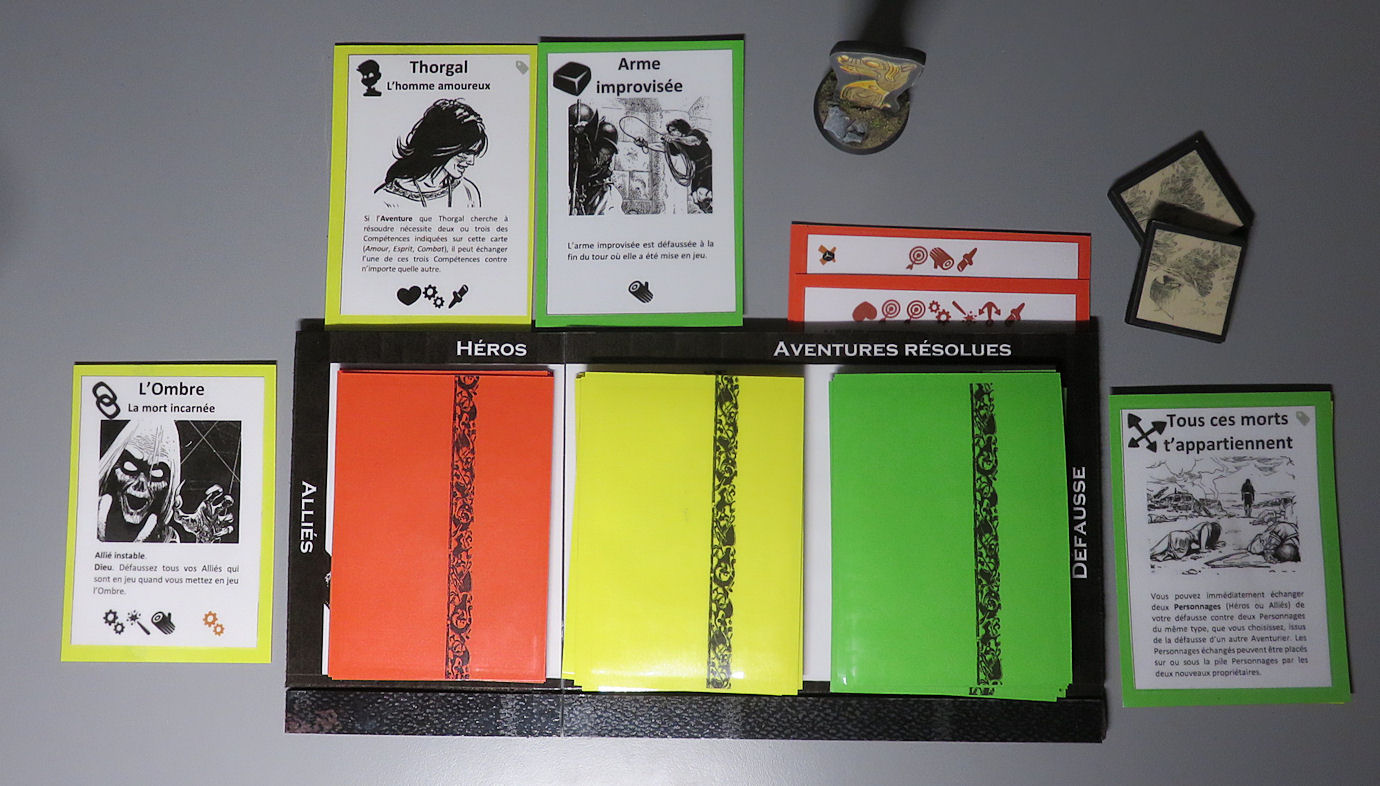 Thorgal
L'homme amoureux
Si l'Aventure que Thorgal cherche à
résoudre nécessite deux ou trois des
Compétences indiquées sur cette carte
(Amour, Esprit, Combat), il peut échanger
l'une de ces trois Compétences contre
n'importe quelle autre.
Arme
improvisée
L'arme improvisée est défaussée à la
fin du tour où elle a été mise en jeu.
Héros
Aventures résolues
Alliés
Defausse
L'Ombre
La mort incarnée
Allié instable.
Dieu. Défaussez tous vos Alliés qui
sont en jeu quand vous mettez en jeu
l'Ombre.
Tous ces morts
t'appartiennent
Vous pouvez immédiatement échanger
deux Personnages (Héros ou Alliés) de
votre défausse contre deux Personnages
du même type, que vous choisissez, issus
de la défausse d'un autre Aventurier. Les
Personnages échangés peuvent être placés
sur ou sous la pile Personnages par les
deux nouveaux propriétaires.